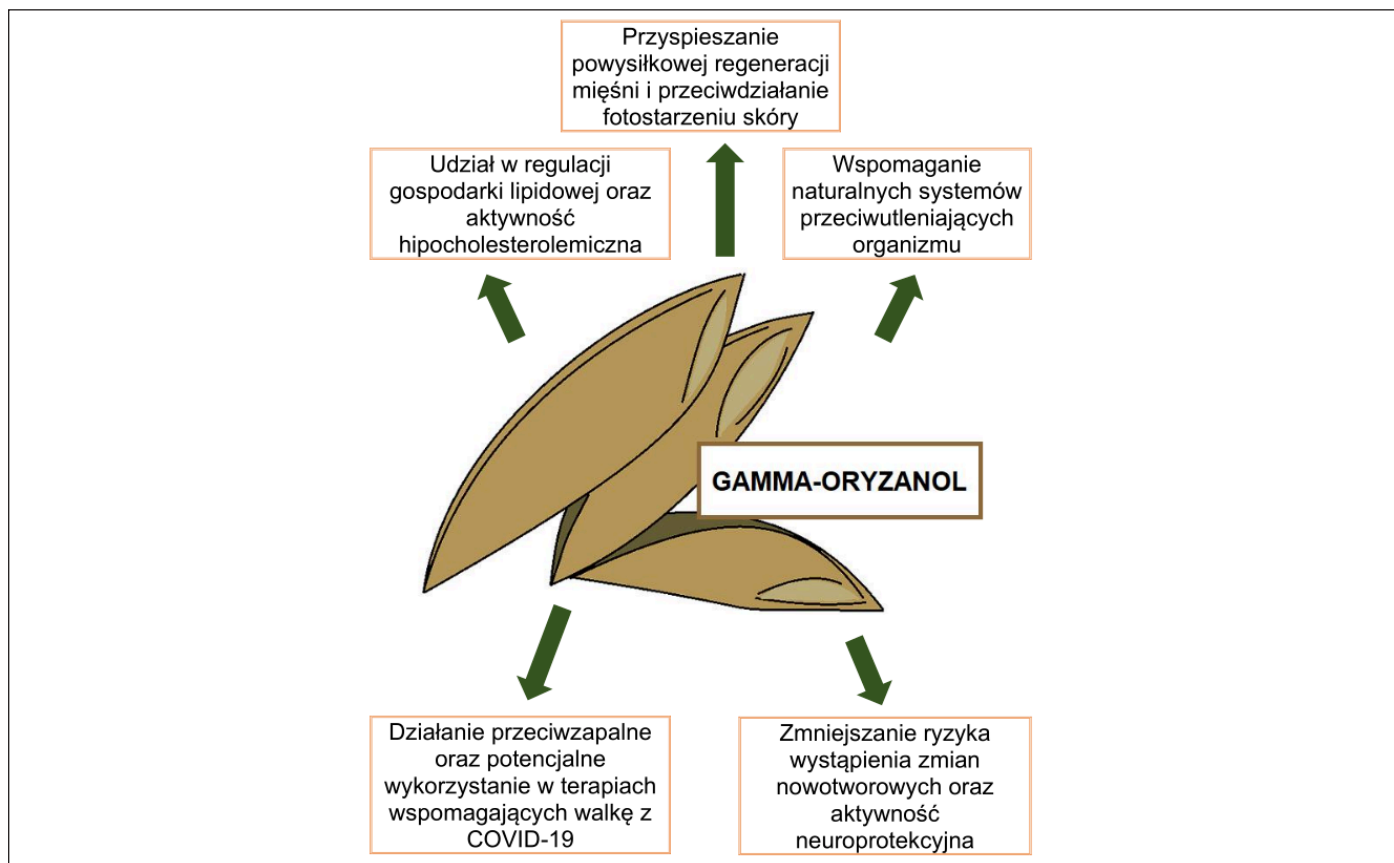 Przyspieszanie
powysiłkowej regeneracji
mięśni i przeciwdziałanie
fotostarzeniu skóry
Udział w regulacji
gospodarki lipidowej oraz
aktywność
hipocholesterolemiczna
Wspomaganie
naturalnych systemów
przeciwutleniających
organizmu
GAMMA-ORYZANOL
Działanie przeciwzapalne
oraz potencjalne
wykorzystanie w terapiach
wspomagających walkę z
COVID-19
Zmniejszanie ryzyka
wystąpienia zmian
nowotworowych oraz
aktywność
neuroprotekcyjna